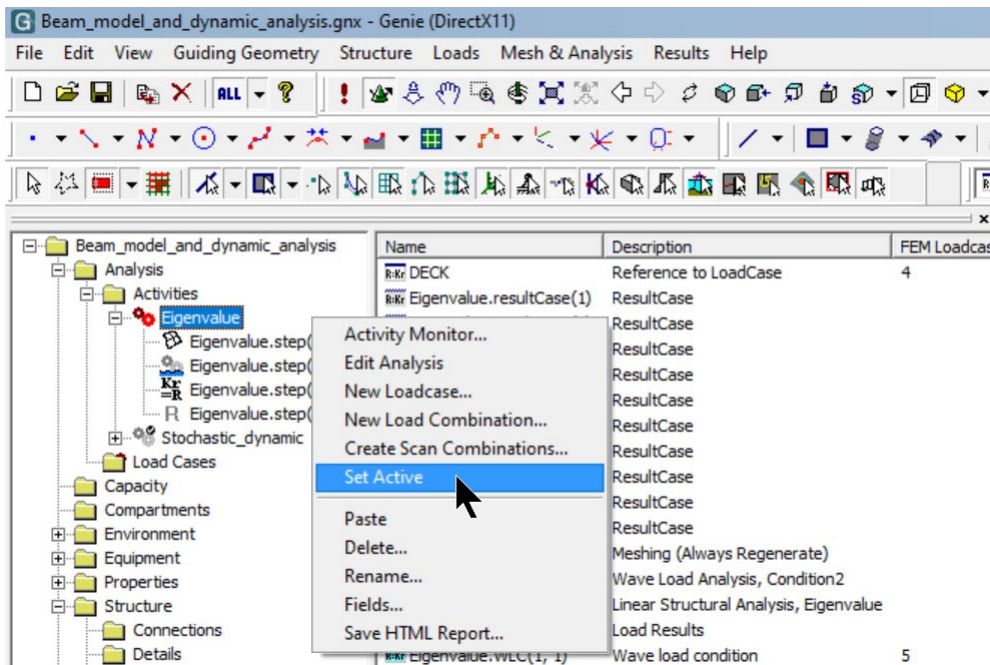 Beam_model_and_dynamic_analysis.gnx - Genie (DirectX11)
File Edit View Guiding Geometry Structure Loads Mesh & Analysis Results Help
ALL
Beam_model_and_dynamic_analysis
Analysis
Activities
Eigenvalue
Eigenvalue.step(
Eigenvalue.step(
Kr
=R Eigenvalue.step(
R Eigenvalue.step(
Stochastic_dynamic
Load Cases
Capacity
Compartments
Environment
Equipment
Properties
Structure
Connections
Details
Name Description FEM Loadcas
R:Kr DECK Reference to LoadCase 4
R:Kr Eigenvalue.resultCase(1) ResultCase
ResultCase
ResultCase
ResultCase
ResultCase
ResultCase
ResultCase
ResultCase
ResultCase
ResultCase
Meshing (Always Regenerate)
Wave Load Analysis, Condition2
Linear Structural Analysis, Eigenvalue
Load Results
R:Kr Eigenvalue.WLC(1, 1) Wave load condition 5
Activity Monitor...
Edit Analysis
New Loadcase...
New Load Combination...
Create Scan Combinations...
Set Active
Paste
Delete...
Rename...
Fields...
Save HTML Report...